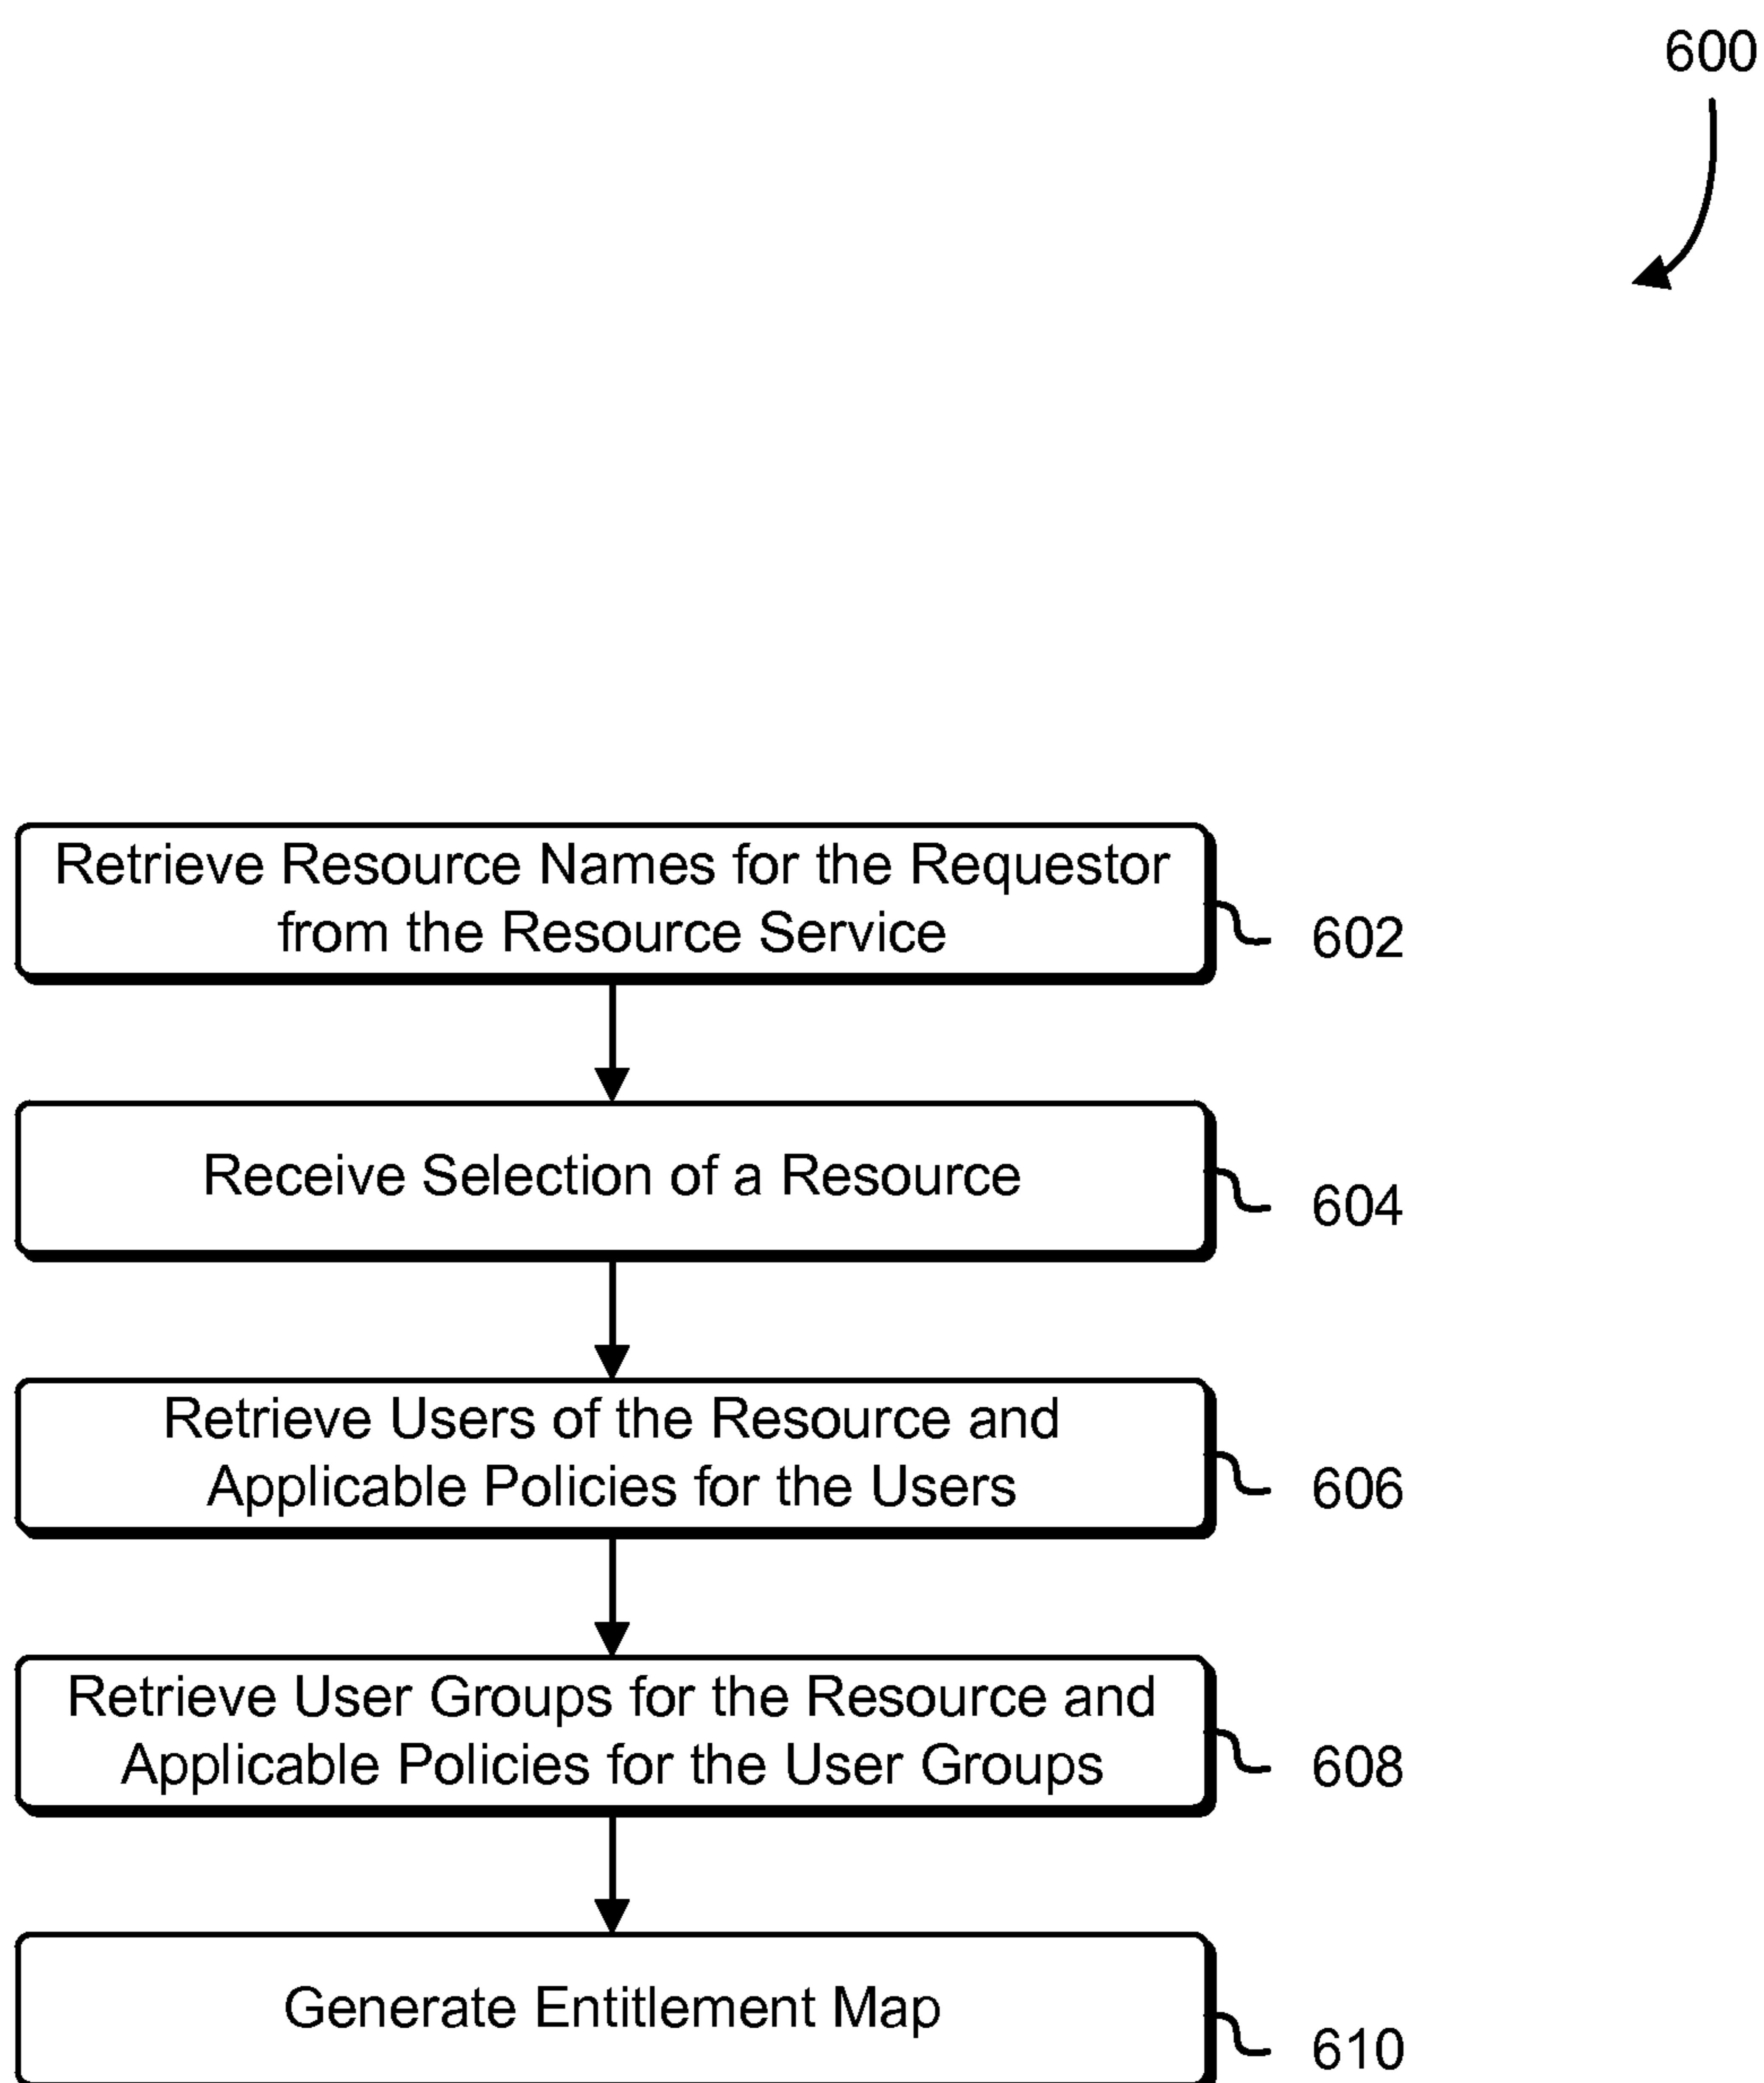 600
Retrieve Resource Names for the Requestor
from the Resource Service
602
Receive Selection of a Resource
604
Retrieve Users of the Resource and
Applicable Policies for the Users
606
Retrieve User Groups for the Resource and
Applicable Policies for the User Groups
608
Generate Entitlement Map
610